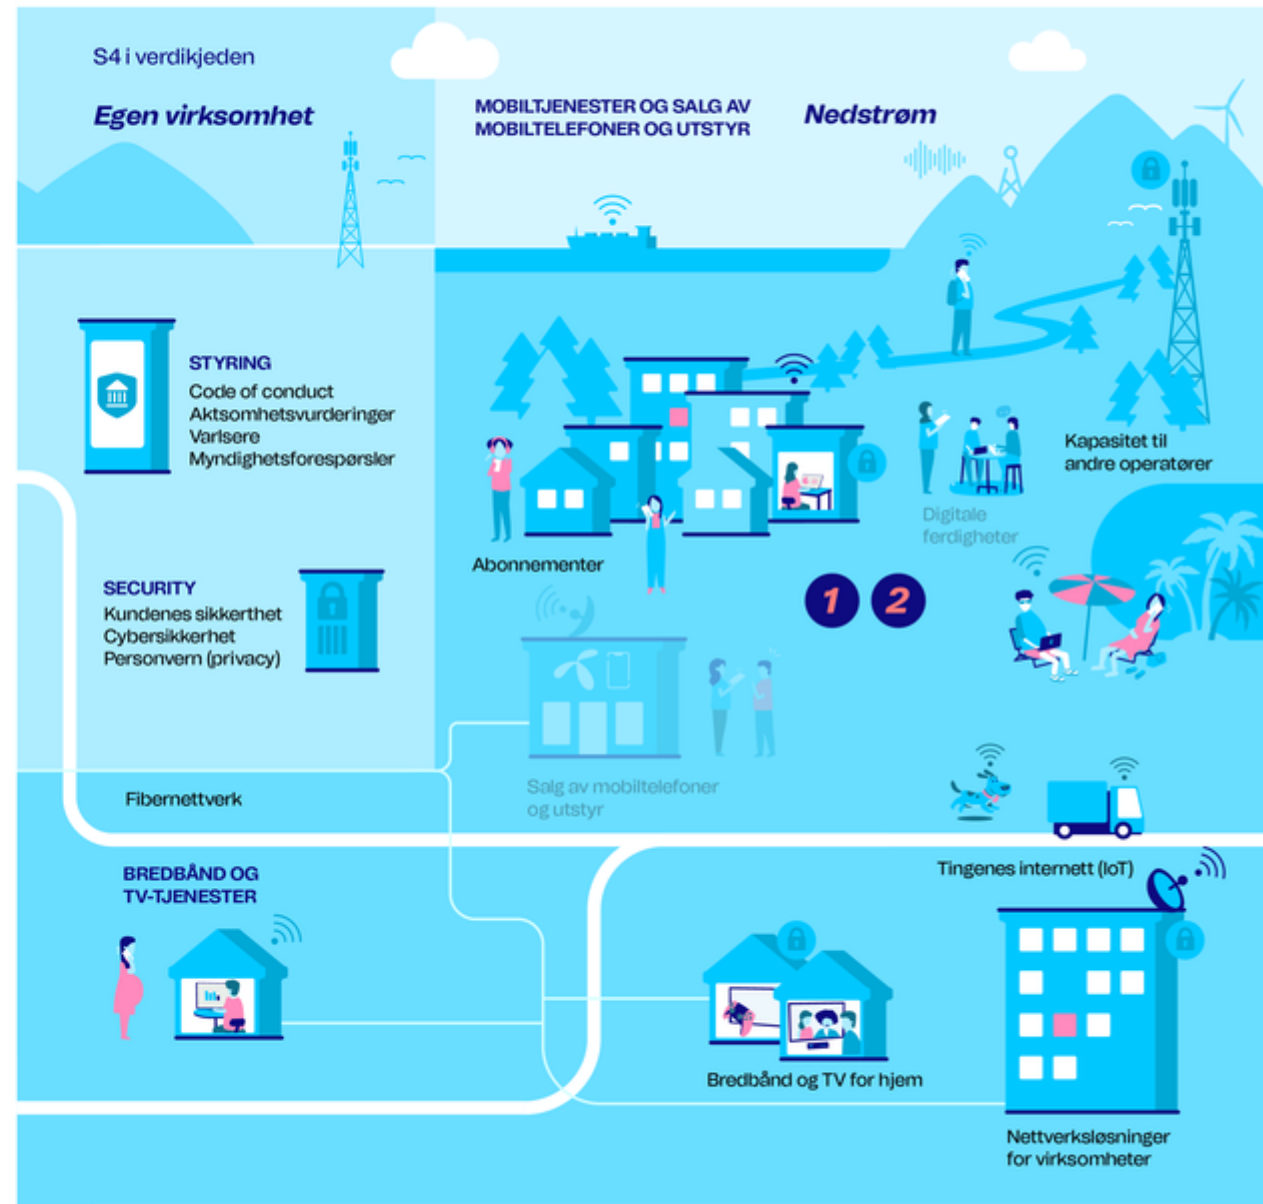 S4 i verdikjeden
Egen virksomhet
MOBILTJENESTER OG SALG AV
MOBILTELEFONER OG UTSTYR
Nedstrøm
STYRING
Code of conduct
Aktsomhetsvurderinger
Varlsere
Myndighetsforespørsler
Kapasitet til
andre operatører
Digitale
ferdigheter
Abonnementer
SECURITY
Kundenes sikkerthet
Cybersikkerhet
Personvern (privacy)
1 2
Salg av mobiltelefoner
og utstyr
Fibernettverk
Tingenes internett (IoT)
BREDBÅND OG
TV-TJENESTER
Bredbånd og TV for hjem
Nettverksløsninger
for virksomheter